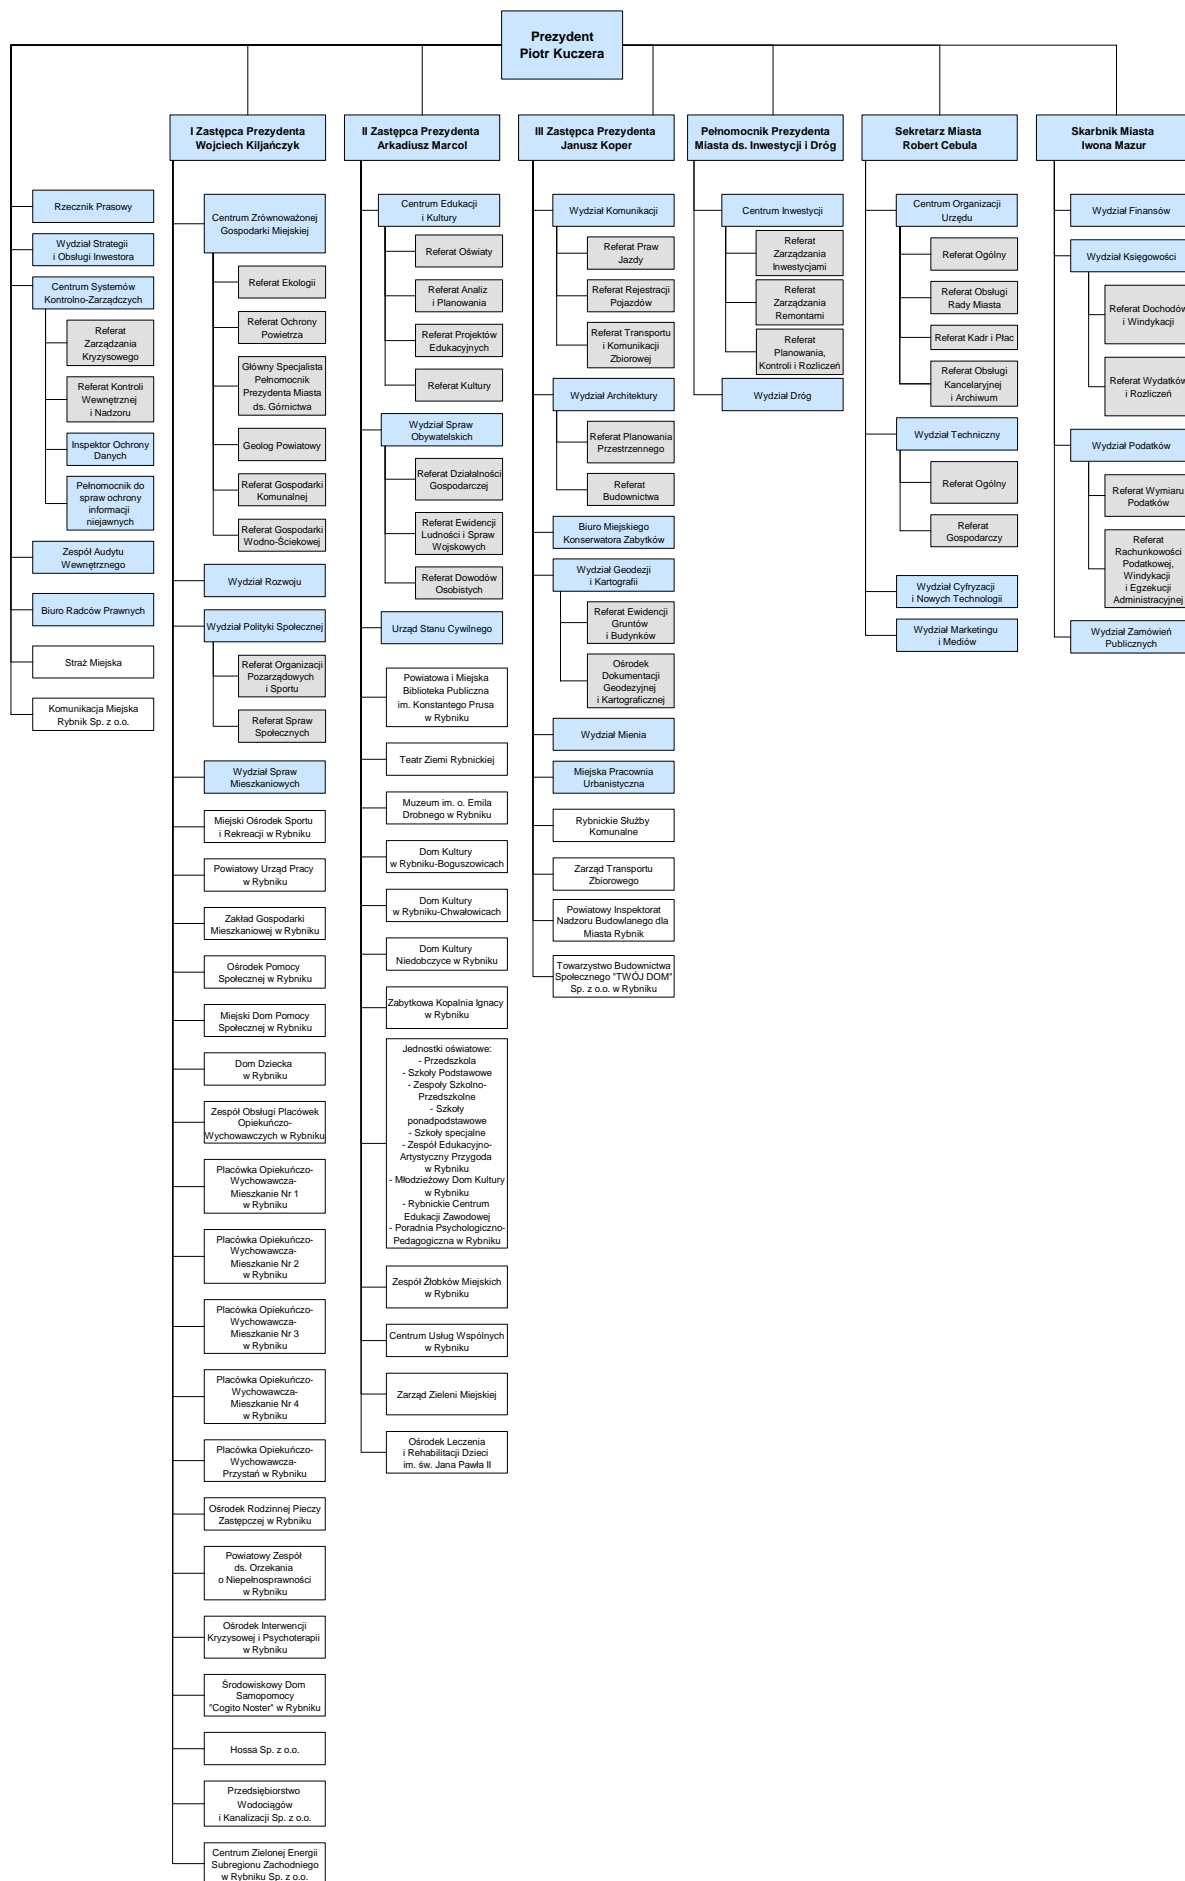 Prezydent
Piotr Kuczera
I Zastępca Prezydenta
Wojciech Kiljańczyk
II Zastępca Prezydenta
Arkadiusz Marcol
III Zastępca Prezydenta
Janusz Koper
Pełnomocnik Prezydenta
Miasta ds. Inwestycji i Dróg
Sekretarz Miasta
Robert Cebula
Skarbnik Miasta
Iwona Mazur
Rzecznik Prasowy
Wydział Strategii
i Obsługi Inwestora
Centrum Systemów
Kontrolno-Zarządczych
Referat
Zarządzania
Kryzysowego
Referat Kontroli
Wewnętrznej
i Nadzoru
Inspektor Ochrony
Danych
Pełnomocnik do
spraw ochrony
informacji
niejawnych
Zespół Audytu
Wewnętrznego
Biuro Radców Prawnych
Straż Miejska
Komunikacja Miejska
Rybnik Sp. z o.o.
Centrum Zrównoważonej
Gospodarki Miejskiej
Referat Ekologii
Referat Ochrony
Powietrza
Główny Specjalista
Pełnomocnik
Prezydenta Miasta
ds. Górnictwa
Geolog Powiatowy
Referat Gospodarki
Komunalnej
Referat Gospodarki
Wodno-Ściekowej
Wydział Rozwoju
Wydział Polityki Społecznej
Referat Organizacji
Pozarządowych
i Sportu
Referat Spraw
Społecznych
Wydział Spraw
Mieszkaniowych
Miejski Ośrodek Sportu
i Rekreacji w Rybniku
Powiatowy Urząd Pracy
w Rybniku
Zakład Gospodarki
Mieszkaniowej w Rybniku
Ośrodek Pomocy
Społecznej w Rybniku
Miejski Dom Pomocy
Społecznej w Rybniku
Dom Dziecka
w Rybniku
Zespół Obsługi Placówek
Opiekuńczo-
Wychowawczych w Rybniku
Placówka Opiekuńczo-
Wychowawcza-
Mieszkanie Nr 1
w Rybniku
Placówka Opiekuńczo-
Wychowawcza-
Mieszkanie Nr 2
w Rybniku
Placówka Opiekuńczo-
Wychowawcza-
Mieszkanie Nr 3
w Rybniku
Placówka Opiekuńczo-
Wychowawcza-
Mieszkanie Nr 4
w Rybniku
Placówka Opiekuńczo-
Wychowawcza-
Przystań w Rybniku
Ośrodek Rodzinnej Pieczy
Zastępczej w Rybniku
Powiatowy Zespół
ds. Orzekania
o Niepełnosprawności
w Rybniku
Ośrodek Interwencji
Kryzysowej i Psychoterapii
w Rybniku
Środowiskowy Dom
Samopomocy
"Cogito Noster" w Rybniku
Hossa Sp. z o.o.
Przedsiębiorstwo
Wodociągów
i Kanalizacji Sp. z o.o.
Centrum Zielonej Energii
Subregionu Zachodniego
w Rybniku Sp. z o.o.
Centrum Edukacji
i Kultury
Referat Oświaty
Referat Analiz
i Planowania
Referat Projektów
Edukacyjnych
Referat Kultury
Wydział Spraw
Obywatelskich
Referat Działalności
Gospodarczej
Referat Ewidencji
Ludności i Spraw
Wojskowych
Referat Dowodów
Osobistych
Urząd Stanu Cywilnego
Powiatowa i Miejska
Biblioteka Publiczna
im. Konstantego Prusa
w Rybniku
Teatr Ziemi Rybnickiej
Muzeum im. o. Emila
Drobnego w Rybniku
Dom Kultury
w Rybniku-Boguszowicach
Dom Kultury
w Rybniku-Chwałowicach
Dom Kultury
Niedobczyce w Rybniku
Zabytkowa Kopalnia Ignacy
w Rybniku
Jednostki oświatowe:
- Przedszkola
- Szkoły Podstawowe
- Zespoły Szkolno-
Przedszkolne
- Szkoły
ponadpodstawowe
- Szkoły specjalne
- Zespół Edukacyjno-
Artystyczny Przygoda
w Rybniku
- Młodzieżowy Dom Kultury
w Rybniku
- Rybnickie Centrum
Edukacji Zawodowej
- Poradnia Psychologiczno-
Pedagogiczna w Rybniku
Zespół Żłobków Miejskich
w Rybniku
Centrum Usług Wspólnych
w Rybniku
Zarząd Zieleni Miejskiej
Ośrodek Leczenia
i Rehabilitacji Dzieci
im. św. Jana Pawła II
Wydział Komunikacji
Referat Praw
Jazdy
Referat Rejestracji
Pojazdów
Referat Transportu
i Komunikacji
Zbiorowej
Wydział Architektury
Referat Planowania
Przestrzennego
Referat
Budownictwa
Biuro Miejskiego
Konserwatora Zabytków
Wydział Geodezji
i Kartografii
Referat Ewidencji
Gruntów
i Budynków
Ośrodek
Dokumentacji
Geodezyjnej
i Kartograficznej
Wydział Mienia
Miejska Pracownia
Urbanistyczna
Rybnickie Służby
Komunalne
Zarząd Transportu
Zbiorowego
Powiatowy Inspektorat
Nadzoru Budowlanego dla
Miasta Rybnik
Towarzystwo Budownictwa
Społecznego "TWÓJ DOM"
Sp. z o.o. w Rybniku
Centrum Inwestycji
Referat
Zarządzania
Inwestycjami
Referat
Zarządzania
Remontami
Referat
Planowania,
Kontroli i Rozliczeń
Wydział Dróg
Centrum Organizacji
Urzędu
Referat Ogólny
Referat Obsługi
Rady Miasta
Referat Kadr i Płac
Referat Obsługi
Kancelaryjnej
i Archiwum
Wydział Techniczny
Referat Ogólny
Referat
Gospodarczy
Wydział Cyfryzacji
i Nowych Technologii
Wydział Marketingu
i Mediów
Wydział Finansów
Wydział Księgowości
Referat Dochodów
i Windykacji
Referat Wydatków
i Rozliczeń
Wydział Podatków
Referat Wymiaru
Podatków
Referat
Rachunkowości
Podatkowej,
Windykacji
i Egzekucji
Administracyjnej
Wydział Zamówień
Publicznych